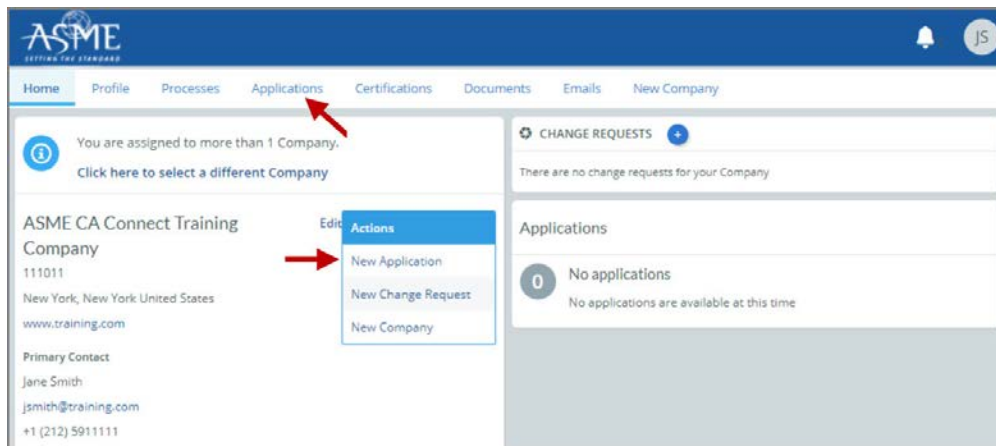 ASME
SETTING THE STANDARD
JS
Home Profile Processes Applications Certifications Documents Emails New Company
You are assigned to more than 1 Company.
Click here to select a different Company
ASME CA Connect Training
Company
111011
New York, New York United States
www.training.com
Primary Contact
Jane Smith
jsmith@training.com
+1 (212) 5911111
Edit
Actions
New Application
New Change Request
New Company
CHANGE REQUESTS +
There are no change requests for your Company
Applications
0
No applications
No applications are available at this time